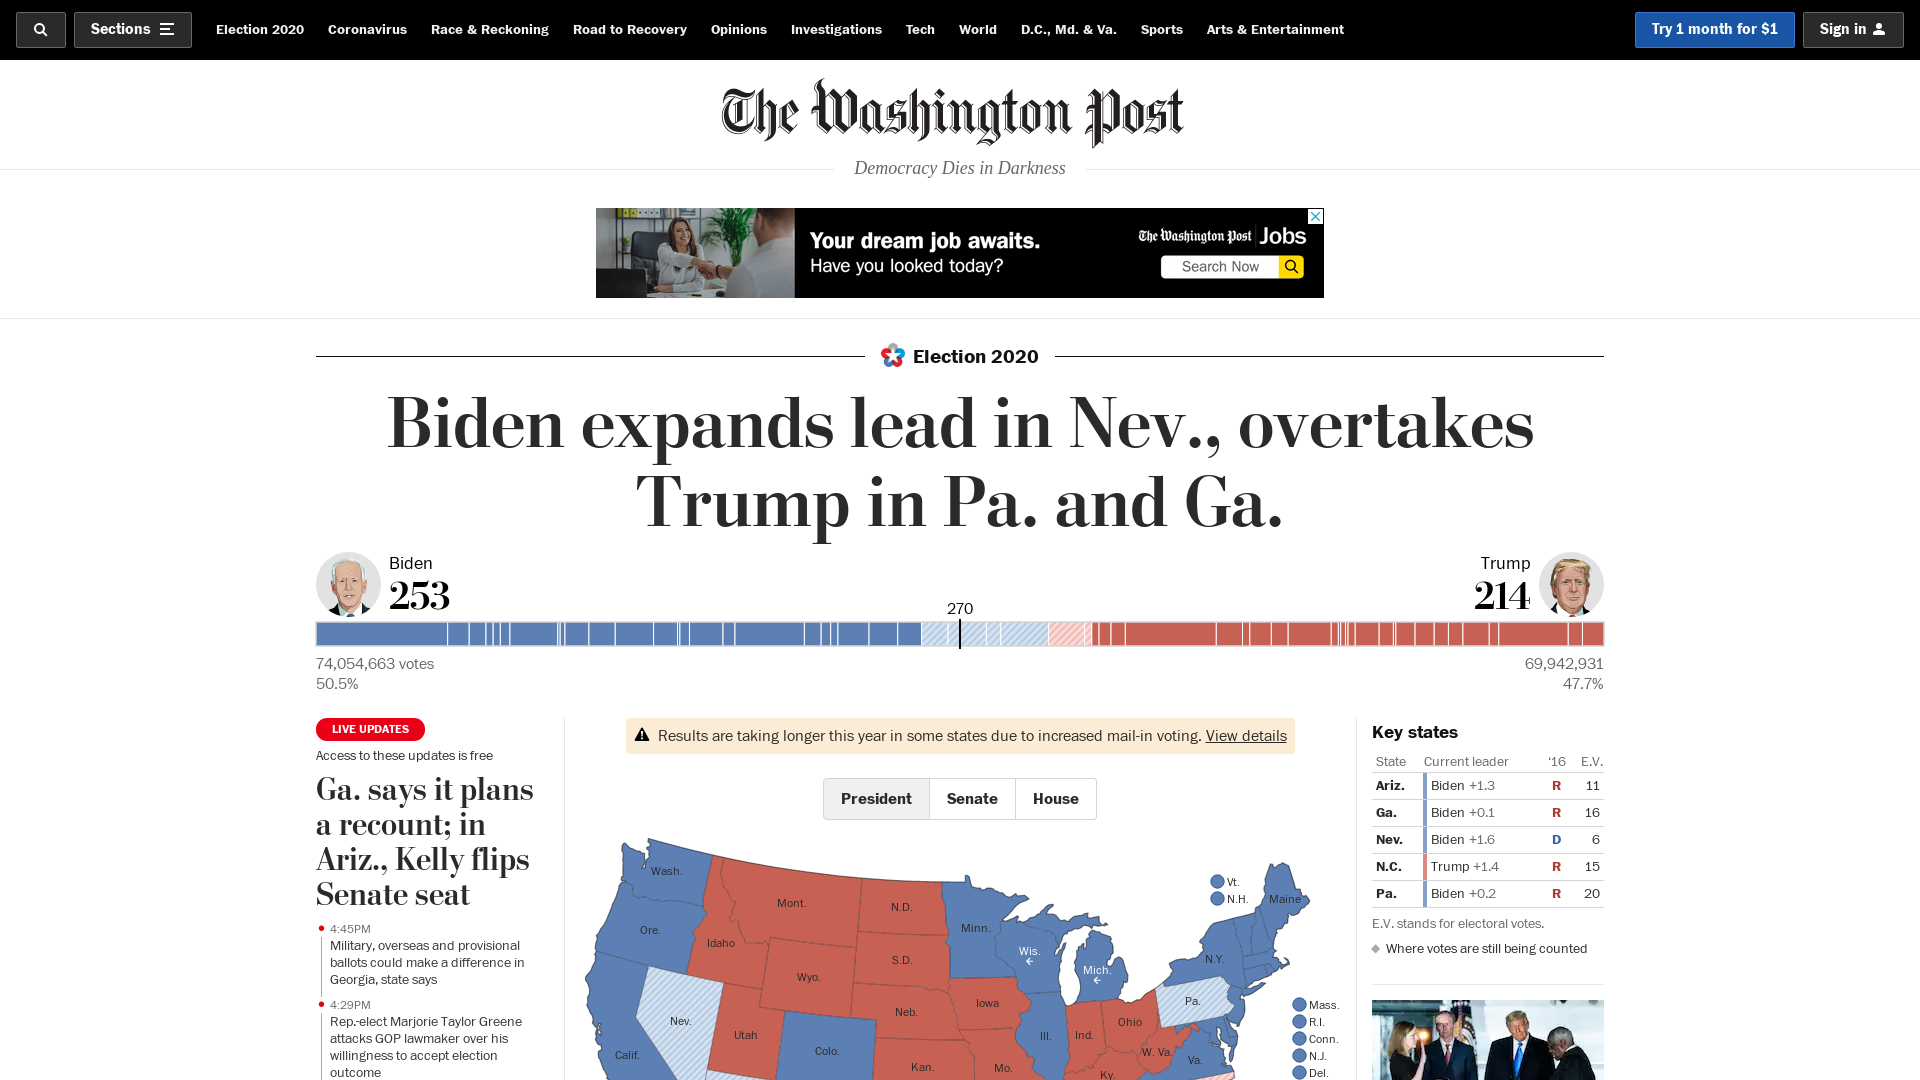 Sections
Election 2020
Coronavirus
Race & Reckoning
Road to Recovery
Opinions
Investigations
Tech
World
D.C., Md. & Va.
Sports
Arts & Entertainment
Try 1 month for $1
Sign in
The Washington Post
Democracy Dies in Darkness
Your dream job awaits.
Have you looked today?
The Washington Post Jobs
Search Now
Election 2020
Biden expands lead in Nev., overtakes
Trump in Pa. and Ga.
Biden
253
270
Trump
214
74,054,663 votes
50.5%
69,942,931
47.7%
LIVE UPDATES
Access to these updates is free
Ga. says it plans
a recount; in
Ariz., Kelly flips
Senate seat
4:45PM
Military, overseas and provisional
ballots could make a difference in
Georgia, state says
4:29PM
Rep.-elect Marjorie Taylor Greene
attacks GOP lawmaker over his
willingness to accept election
outcome
Results are taking longer this year in some states due to increased mail-in voting. View details
President
Senate
House
Wash.
Mont.
N.D.
Minn.
Vt.
N.H.
Maine
Ore.
Idaho
Wis.
S.D.
Mich.
N.Y.
Wyo.
Iowa
Pa.
Mass.
Neb.
Nev.
Utah
Ill.
Ind.
Ohio
R.I.
Conn.
Calif.
Colo.
W. Va.
Va.
N.J.
Kan.
Mo.
Ky.
Del.
Key states
State Current leader ‘16 E.V.
Ariz. Biden +1.3 R 11
Ga. Biden +0.1 R 16
Nev. Biden +1.6 D 6
N.C. Trump +1.4 R 15
Pa. Biden +0.2 R 20
E.V. stands for electoral votes.
Where votes are still being counted